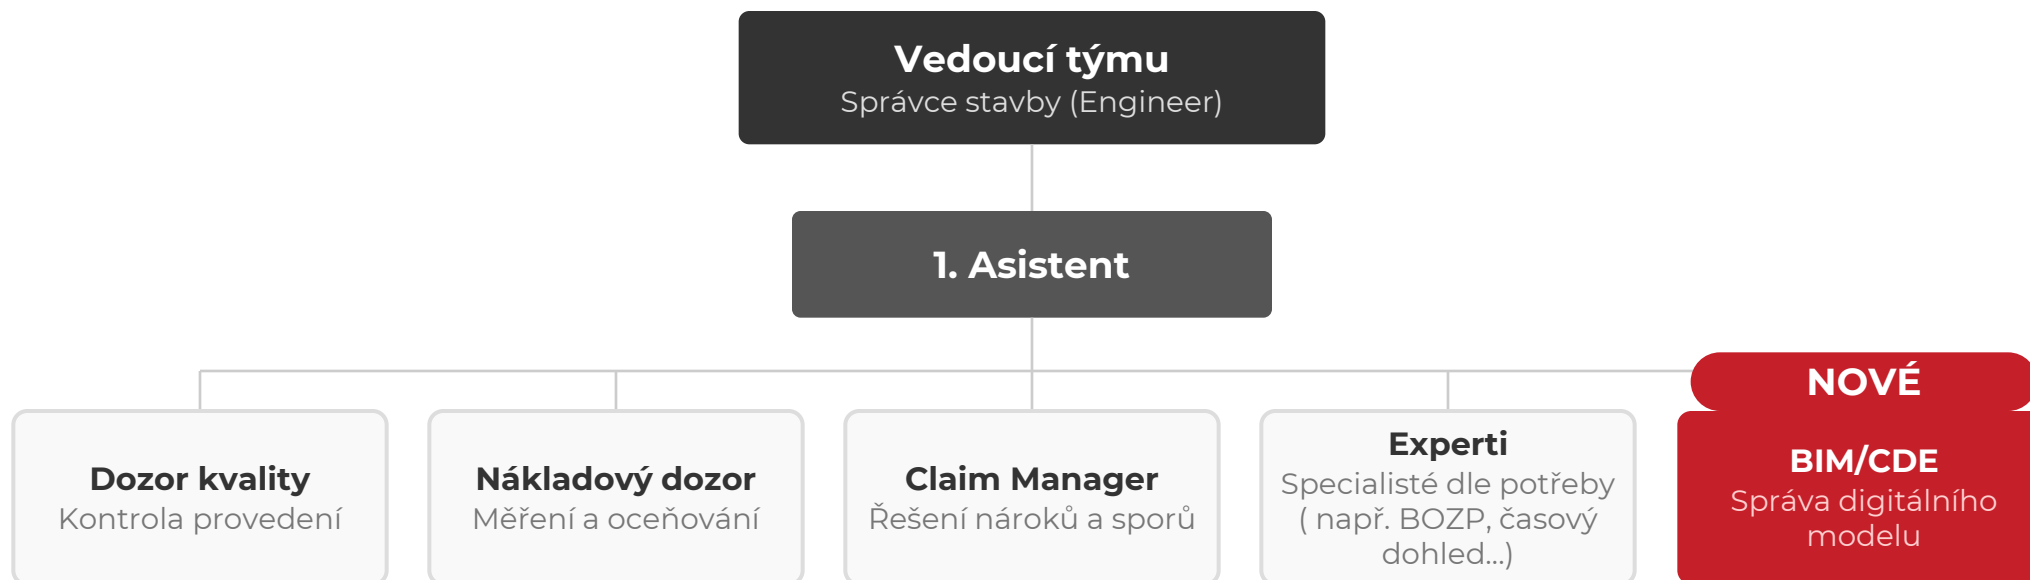 Vedoucí týmu
Správce stavby (Engineer)
1. Asistent
Dozor kvality
Kontrola provedení
Nákladový dozor
Měření a oceňování
Claim Manager
Řešení nároků a sporů
Experti
Specialisté dle potřeby
( např. BOZP, časový
dohled...)
NOVÉ
BIM/CDE
Správa digitálního
modelu